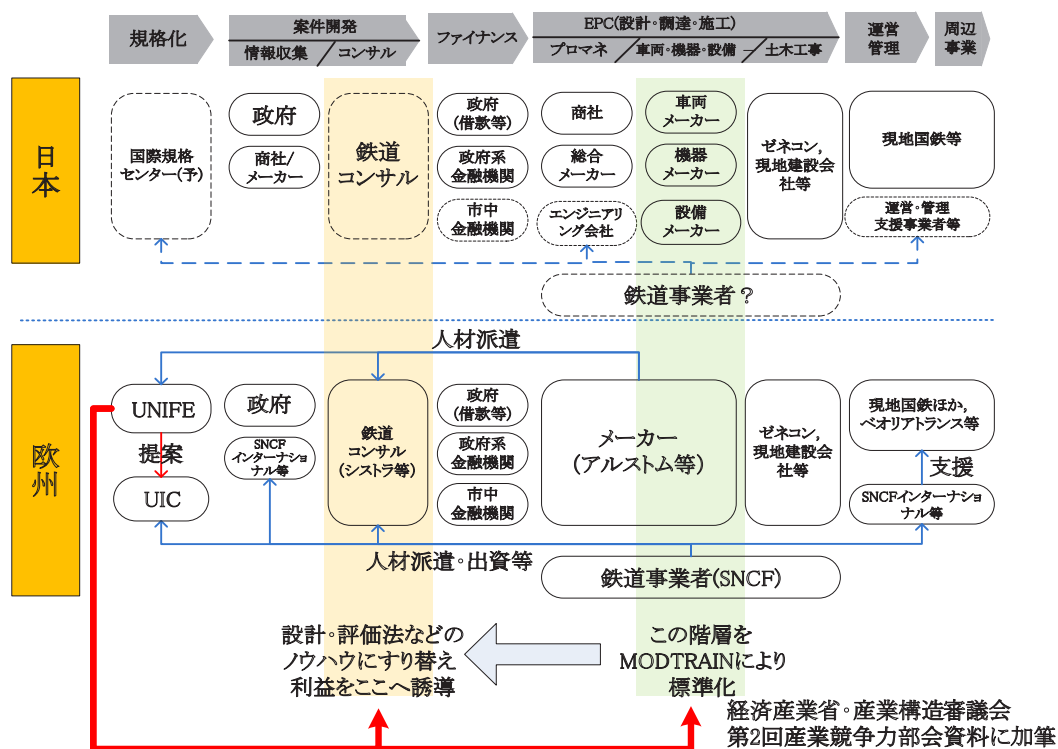 規格化
案件開発
情報収集
コンサル
ファイナンス
EPC(設計・調達・施工)
プロマネ
車両・機器・設備
土木工事
運営
管理
周辺
事業
日本
国際規格
センター(予)
政府
商社/
メーカー
鉄道
コンサル
政府
(借款等)
政府系
金融機関
市中
金融機関
商社
総合
メーカー
エンジニアリ
ング会社
車両
メーカー
機器
メーカー
設備
メーカー
ゼネコン,
現地建設会
社等
現地国鉄等
運営・管理
支援事業者等
鉄道事業者？
欧州
人材派遣
UNIFE
提案
UIC
政府
SNCF
インターナショ
ナル等
鉄道
コンサル
(システラ等)
政府
(借款等)
政府系
金融機関
市中
金融機関
メーカー
(アルストム等)
ゼネコン,
現地建設会
社等
現地国鉄ほか,
ベオリアトランス等
支援
SNCFインターナショ
ナル等
人材派遣・出資等
鉄道事業者(SNCF)
設計・評価法などの
ノウハウにすり替え
利益をここへ誘導
この階層を
MODTRAINにより
標準化
経済産業省・産業構造審議会
第2回産業競争力部会資料に加筆